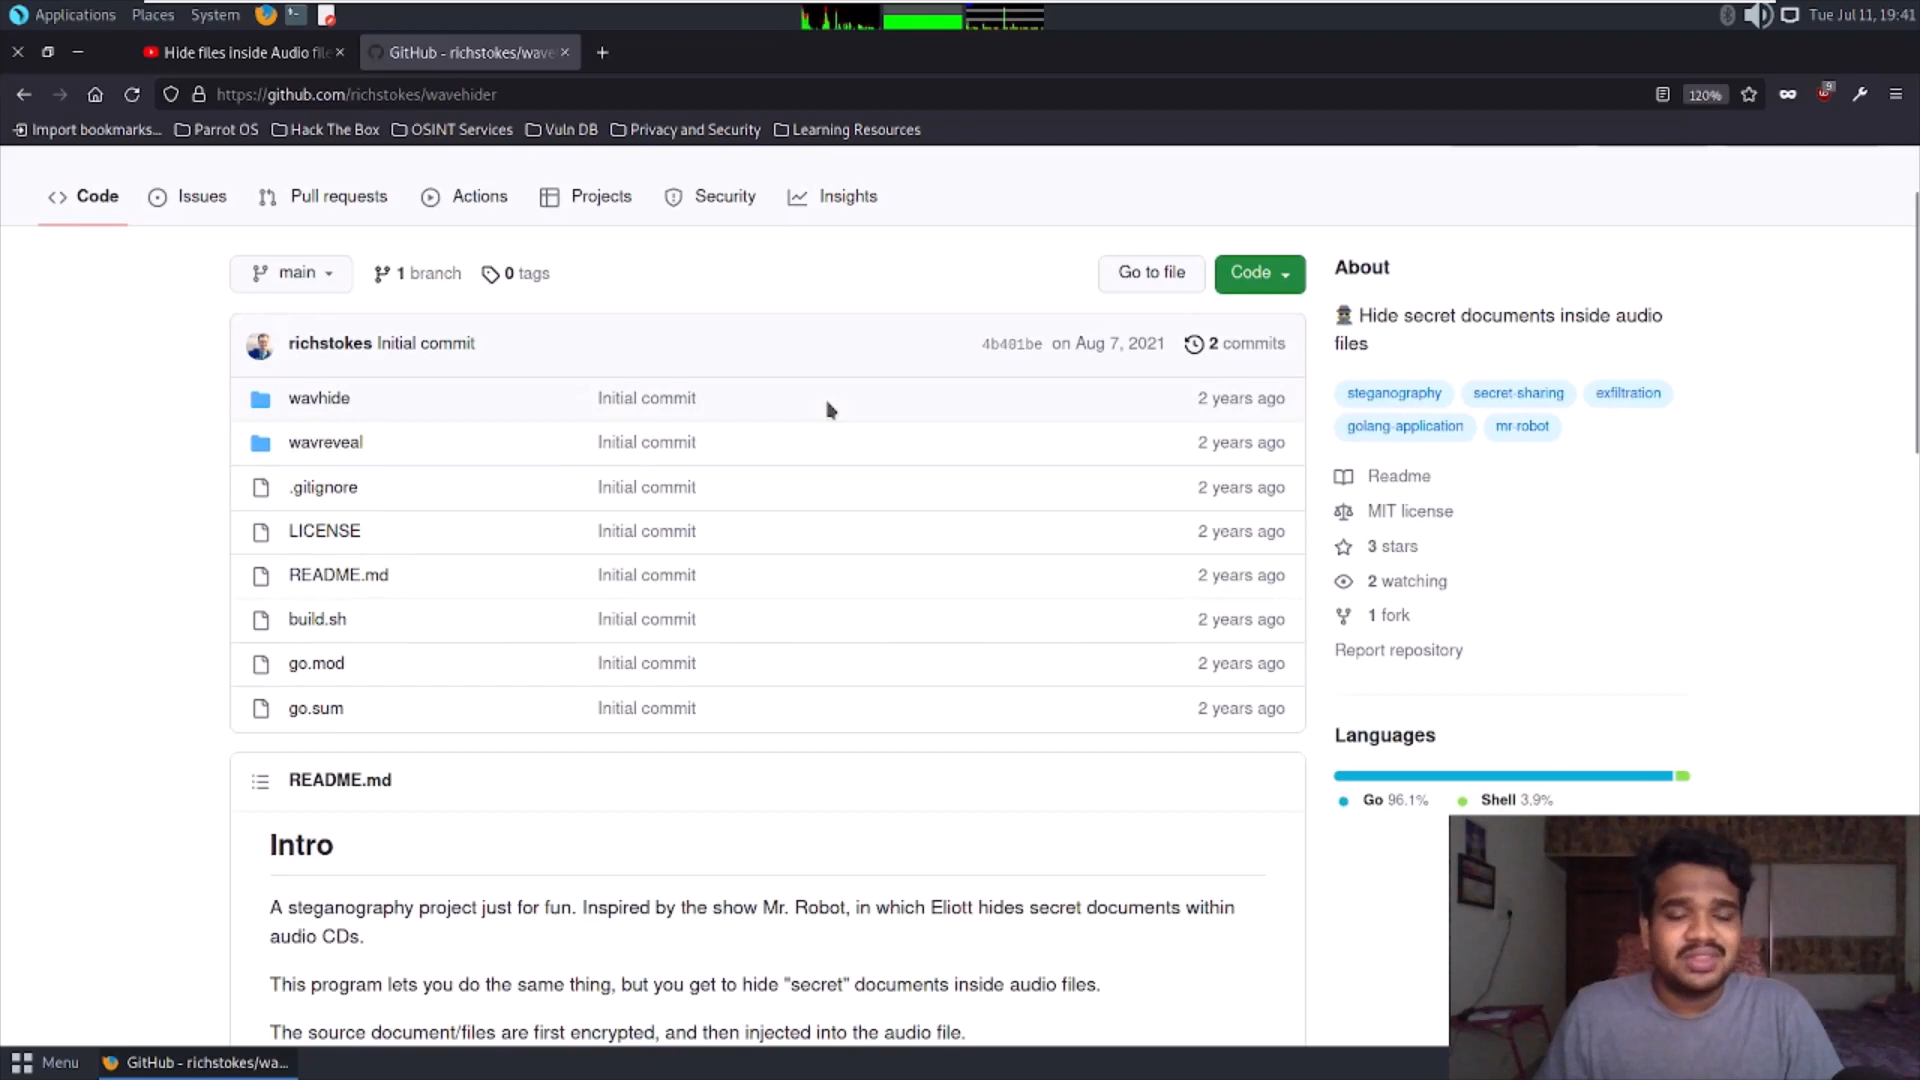 Applications Places System Tue Jul 11, 19:41
Hide files inside Audio file GitHub - richstokes/wave
https://github.com/richstokes/wavehider 120% 9
Import bookmarks... Parrot OS Hack The Box OSINT Services Vuln DB Privacy and Security Learning Resources
Code Issues Pull requests Actions Projects Security Insights
main 1 branch 0 tags Go to file Code
richstokes Initial commit 4b401be on Aug 7, 2021 2 commits
wavhide Initial commit 2 years ago
wavreveal Initial commit 2 years ago
.gitignore Initial commit 2 years ago
LICENSE Initial commit 2 years ago
README.md Initial commit 2 years ago
build.sh Initial commit 2 years ago
go.mod Initial commit 2 years ago
go.sum Initial commit 2 years ago
README.md
Intro
A steganography project just for fun. Inspired by the show Mr. Robot, in which Eliott hides secret documents within
audio CDs.
This program lets you do the same thing, but you get to hide "secret" documents inside audio files.
The source document/files are first encrypted, and then injected into the audio file.
About
Hide secret documents inside audio
files
steganography secret-sharing exfiltration
golang-application mr-robot
Readme
MIT license
3 stars
2 watching
1 fork
Report repository
Languages
Go 96.1% Shell 3.9%
Menu GitHub - richstokes/wa...